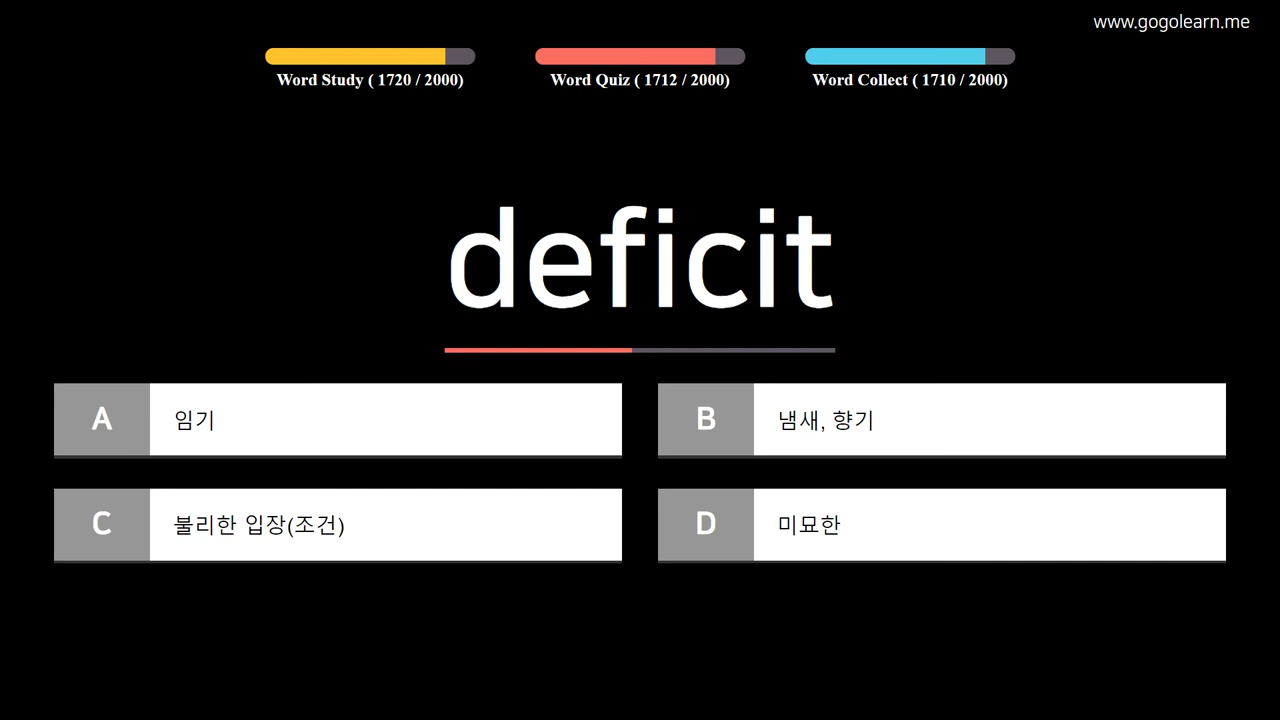 www.gogolearn.me
Word Study ( 1720 / 2000)
Word Quiz ( 1712 / 2000)
Word Collect ( 1710 / 2000)
deficit
A 임기
B 냄새, 향기
C 불리한 입장(조건)
D 미묘한